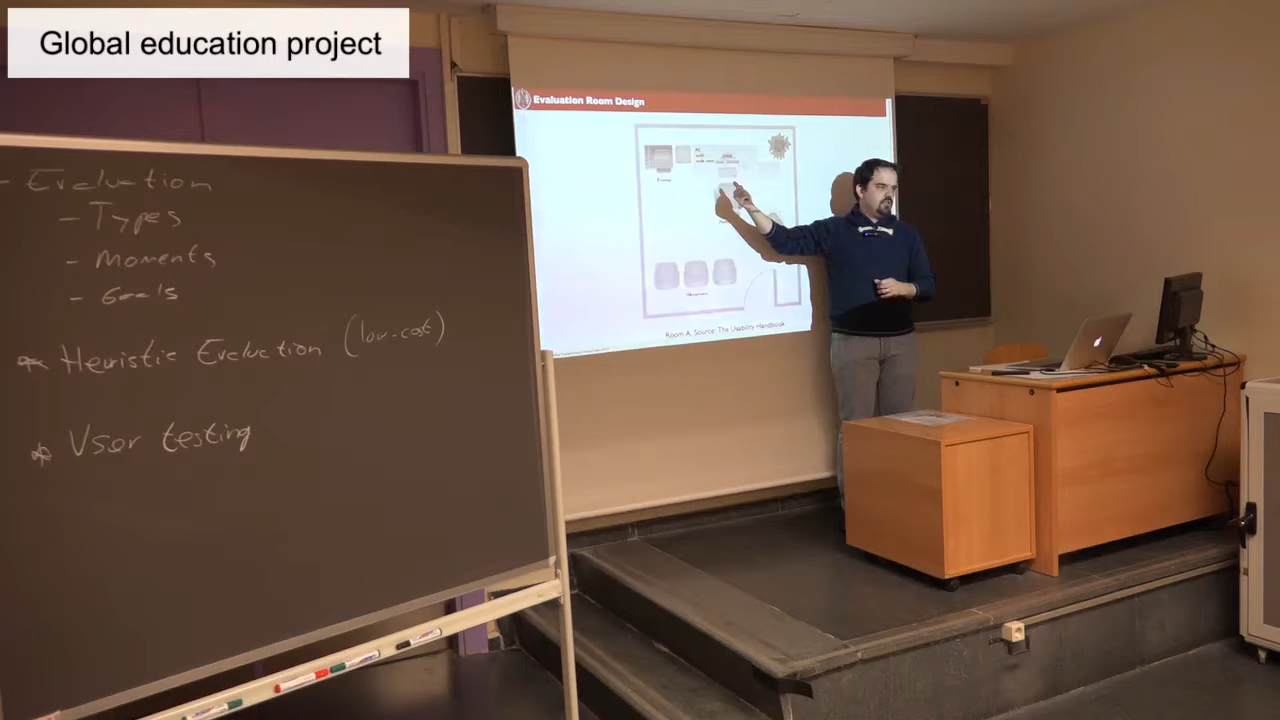 Global education project
- Evaluation
- Types
- Moments
- Goals
* Heuristic Evaluation (low-cost)
* User testing
Evaluation Room Design
Room A. Source: The Usability Handbook